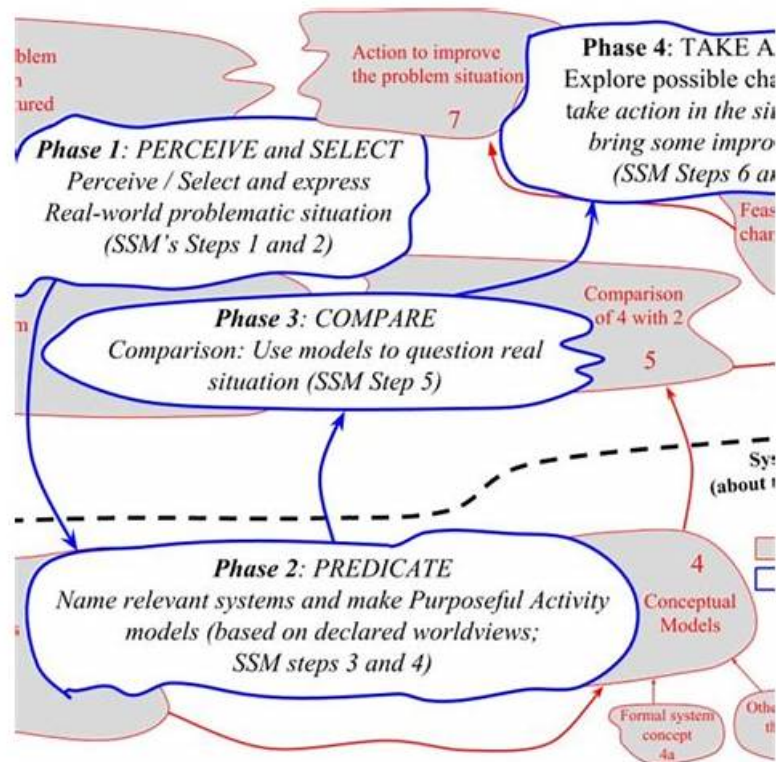 Action to improve
the problem situation
7
Phase 4: TAKE
Explore possible
take action in the
bring some
(SSM Steps 6
Phase 1: PERCEIVE and SELECT
Perceive / Select and express
Real-world problematic situation
(SSM's Steps 1 and 2)
Phase 3: COMPARE
Comparison: Use models to question real
situation (SSM Step 5)
Comparison
of 4 with 2
5
(about
Phase 2: PREDICATE
Name relevant systems and make Purposeful Activity
models (based on declared worldviews;
SSM steps 3 and 4)
4
Conceptual
Models
Formal system
concept
4a